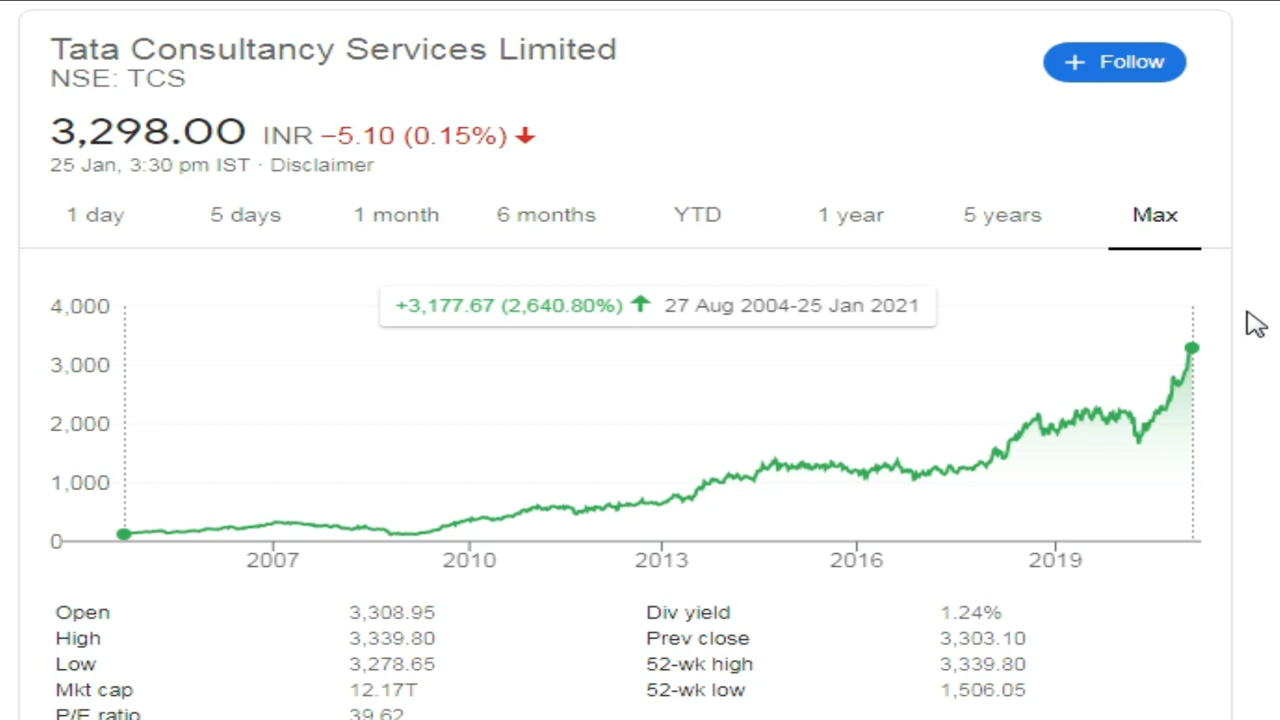 Tata Consultancy Services Limited
NSE: TCS
+ Follow
3,298.00 INR −5.10 (0.15%)
25 Jan, 3:30 pm IST · Disclaimer
1 day 5 days 1 month 6 months YTD 1 year 5 years Max
+3,177.67 (2,640.80%) 27 Aug 2004-25 Jan 2021
4,000
3,000
2,000
1,000
0
2007 2010 2013 2016 2019
Open 3,308.95 Div yield 1.24%
High 3,339.80 Prev close 3,303.10
Low 3,278.65 52-wk high 3,339.80
Mkt cap 12.17T 52-wk low 1,506.05
P/E ratio 39.62